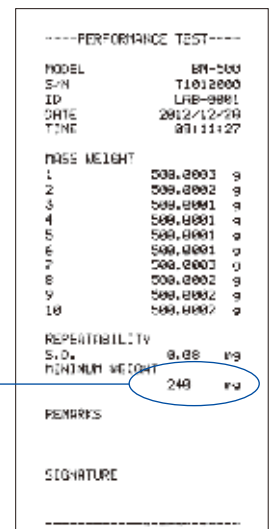 ----PERFORMANCE TEST----
MODEL BM-500
S/N T1012000
ID LAB-0001
DATE 2012/12/20
TIME 09:11:27
MASS WEIGHT
1 500.0003 g
2 500.0002 g
3 500.0001 g
4 500.0001 g
5 500.0001 g
6 500.0001 g
7 500.0003 g
8 500.0002 g
9 500.0002 g
10 500.0002 g
REPEATABILITY
S.D. 0.08 mg
MINIMUM WEIGHT
240 mg
REMARKS
SIGNATURE